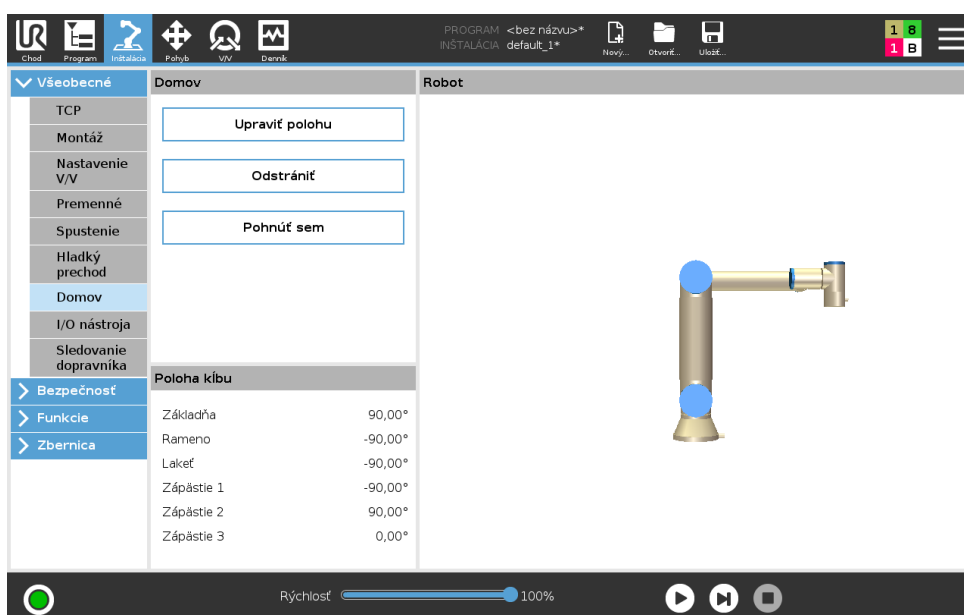 UR
Chod
Program
Inštalácia
Pohyb
V/V
Denník
PROGRAM <bez názvu>*
INŠTALÁCIA default_1*
Nový...
Otvoriť...
Uložiť...
1 8
1 B
Všeobecné
TCP
Montáž
Nastavenie
V/V
Premenné
Spustenie
Hladký
prechod
Domov
I/O nástroja
Sledovanie
dopravníka
Bezpečnosť
Funkcie
Zbernica
Domov
Upraviť polohu
Odstrániť
Pohnúť sem
Poloha kĺbu
Základňa 90,00°
Rameno -90,00°
Lakeť -90,00°
Zápästie 1 -90,00°
Zápästie 2 90,00°
Zápästie 3 0,00°
Robot
Rýchlosť 100%